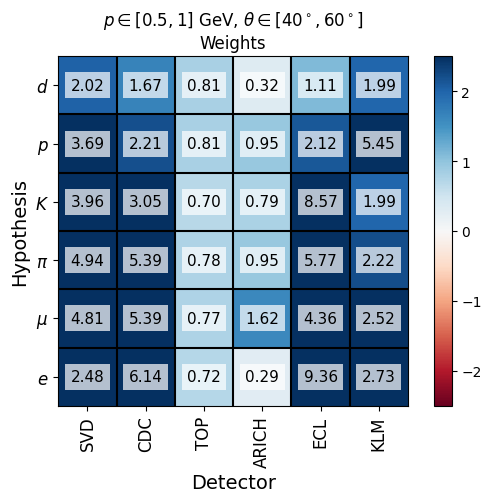 p ∈ [0.5, 1] GeV, θ ∈ [40°, 60°]
Weights
Hypothesis
d 2.02 1.67 0.81 0.32 1.11 1.99
p 3.69 2.21 0.81 0.95 2.12 5.45
K 3.96 3.05 0.70 0.79 8.57 1.99
π 4.94 5.39 0.78 0.95 5.77 2.22
μ 4.81 5.39 0.77 1.62 4.36 2.52
e 2.48 6.14 0.72 0.29 9.36 2.73
SVD CDC TOP ARICH ECL KLM
Detector
2
1
0
−1
−2